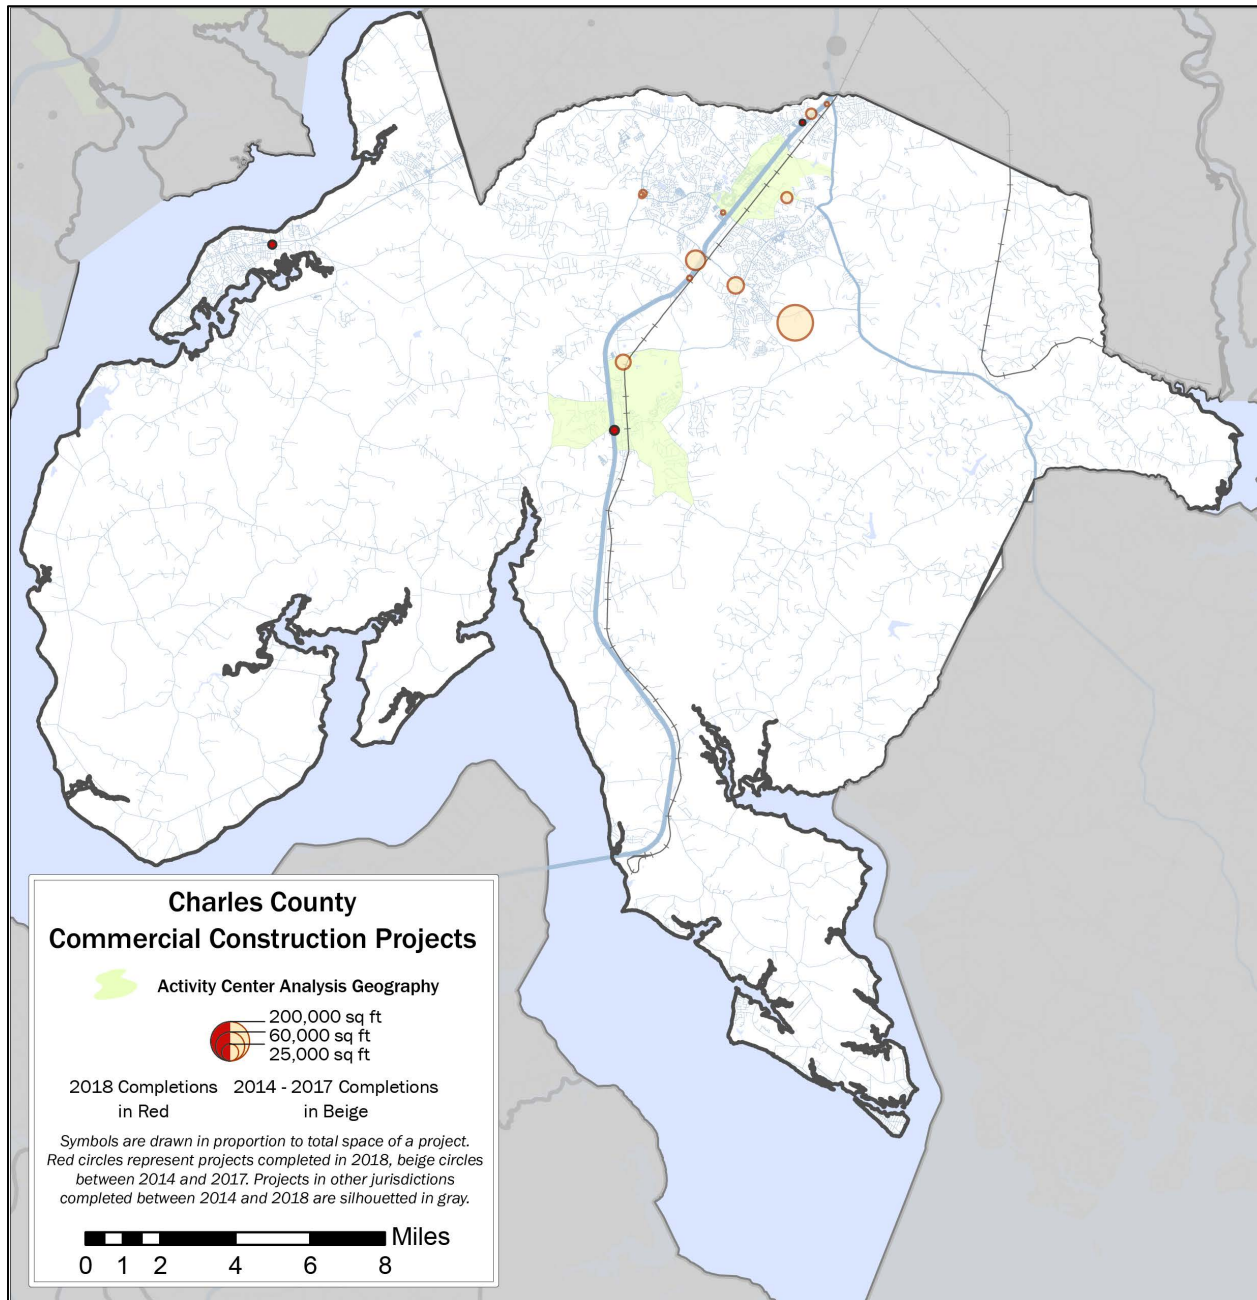 Charles County
Commercial Construction Projects
Activity Center Analysis Geography
200,000 sq ft
60,000 sq ft
25,000 sq ft
2018 Completions
in Red
2014 - 2017 Completions
in Beige
Symbols are drawn in proportion to total space of a project.
Red circles represent projects completed in 2018, beige circles
between 2014 and 2017. Projects in other jurisdictions
completed between 2014 and 2018 are silhouetted in gray.
Miles
0 1 2 4 6 8